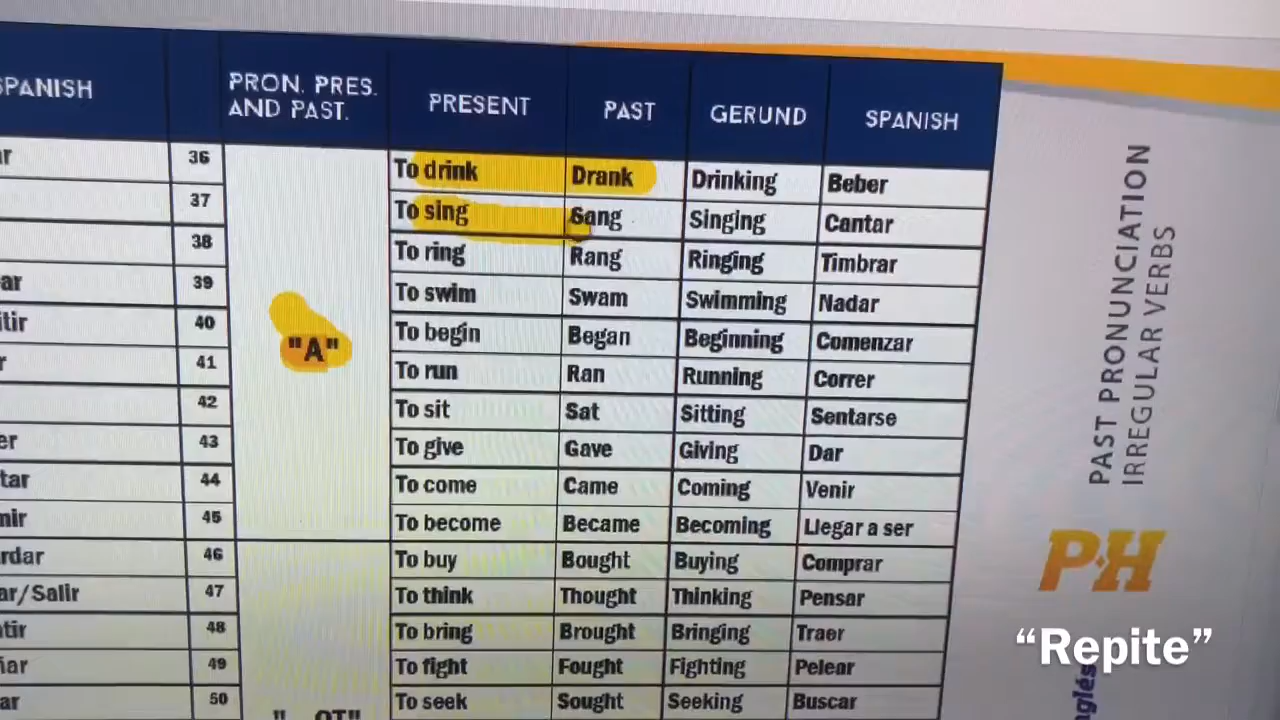 SPANISH PRON. PRES. AND PAST. PRESENT PAST GERUND SPANISH
36 To drink Drank Drinking Beber
37 To sing Sang Singing Cantar
38 To ring Rang Ringing Timbrar
39 To swim Swam Swimming Nadar
40 To begin Began Beginning Comenzar
"A"
41 To run Ran Running Correr
42 To sit Sat Sitting Sentarse
43 To give Gave Giving Dar
44 To come Came Coming Venir
45 To become Became Becoming Llegar a ser
46 To buy Bought Buying Comprar
ar/Salir 47 To think Thought Thinking Pensar
48 To bring Brought Bringing Traer
49 To fight Fought Fighting Pelear
50 To seek Sought Seeking Buscar
PAST PRONUNCIATION
IRREGULAR VERBS
P-H
“Repite”